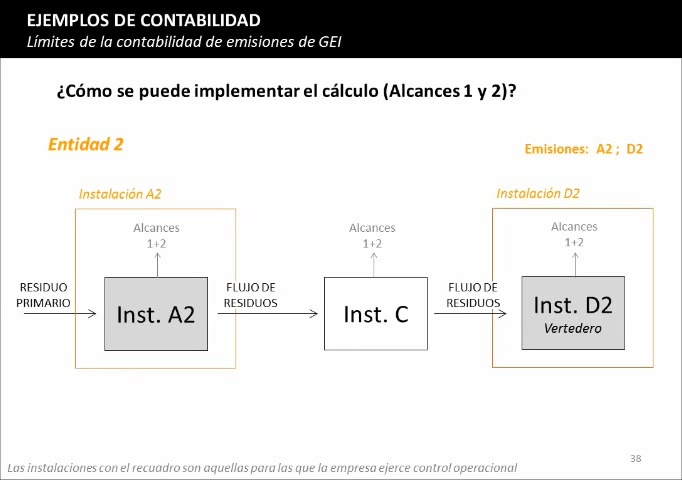 EJEMPLOS DE CONTABILIDAD
Límites de la contabilidad de emisiones de GEI
¿Cómo se puede implementar el cálculo (Alcances 1 y 2)?
Entidad 2
Emisiones: A2 ; D2
Instalación A2
Instalación D2
Alcances
1+2
Alcances
1+2
Alcances
1+2
RESIDUO
PRIMARIO
Inst. A2
FLUJO DE
RESIDUOS
Inst. C
FLUJO DE
RESIDUOS
Inst. D2
Vertedero
38
Las instalaciones con el recuadro son aquellas para las que la empresa ejerce control operacional